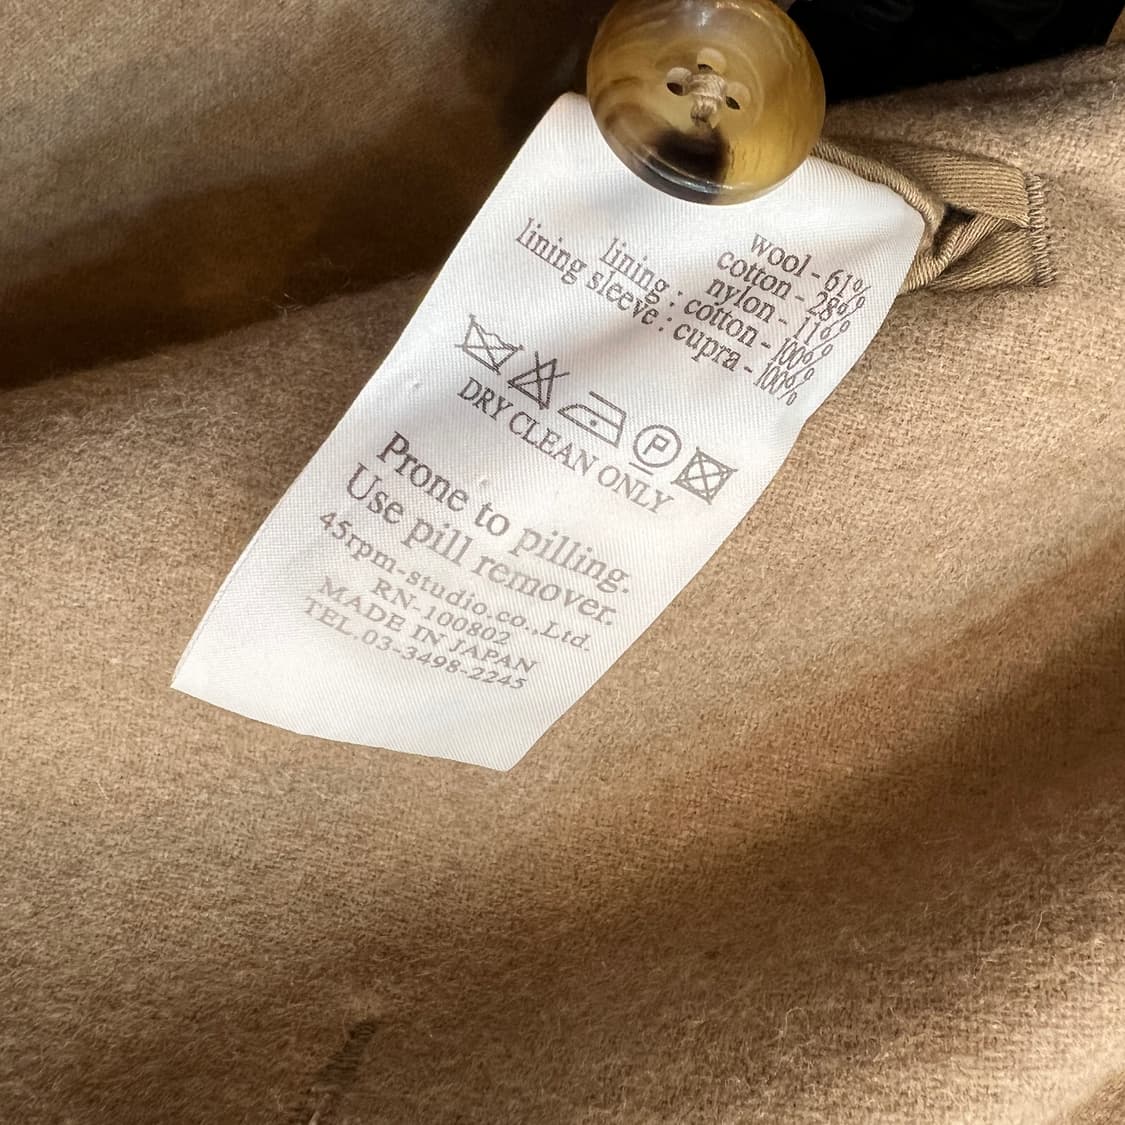 wool - 61%
cotton - 28%
nylon - 11%
lining : cotton - 100%
lining sleeve : cupra - 100%
P
DRY CLEAN ONLY
Prone to pilling.
Use pill remover.
45rpm-studio.co.,Ltd.
RN-100802
MADE IN JAPAN
TEL.03-3498-2245